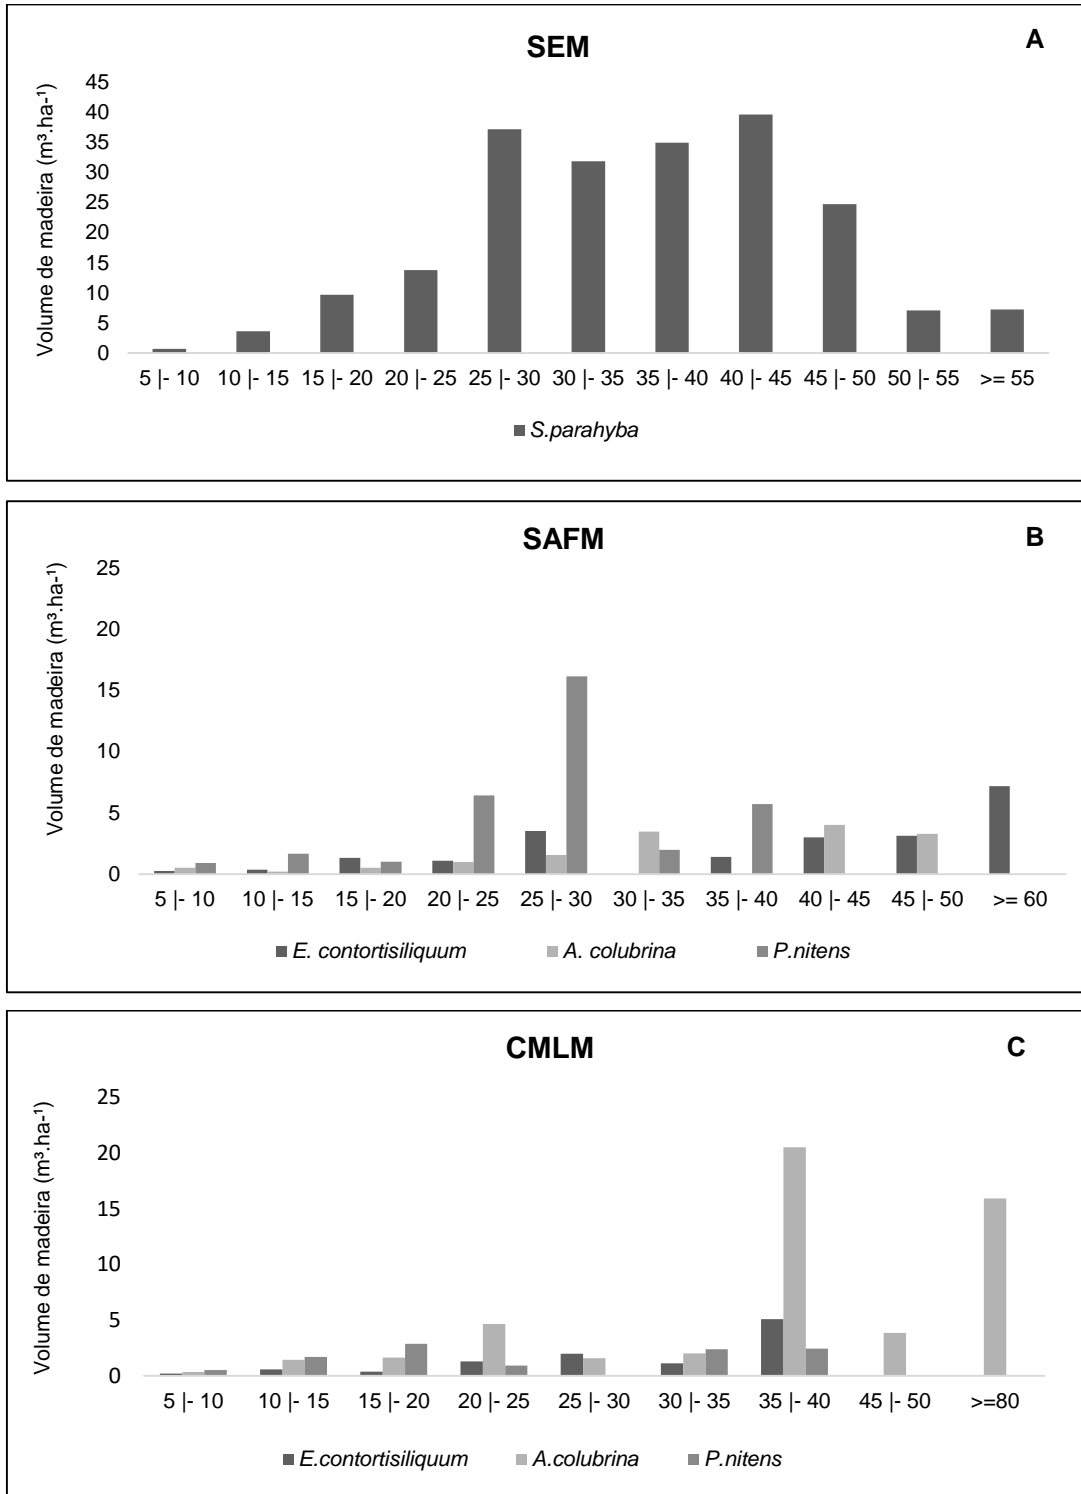 SEM
A
Volume de madeira (m³.ha-¹)
45
40
35
30
25
20
15
10
5
0
5 |- 10 10 |- 15 15 |- 20 20 |- 25 25 |- 30 30 |- 35 35 |- 40 40 |- 45 45 |- 50 50 |- 55 >= 55
S.parahyba
SAFM
B
Volume de madeira (m³.ha-¹)
25
20
15
10
5
0
5 |- 10 10 |- 15 15 |- 20 20 |- 25 25 |- 30 30 |- 35 35 |- 40 40 |- 45 45 |- 50 >= 60
E. contortisiliquum A. colubrina P.nitens
CMLM
C
Volume de madeira (m³.ha-¹)
25
20
15
10
5
0
5 |- 10 10 |- 15 15 |- 20 20 |- 25 25 |- 30 30 |- 35 35 |- 40 45 |- 50 >=80
E.contortisiliquum A.colubrina P.nitens